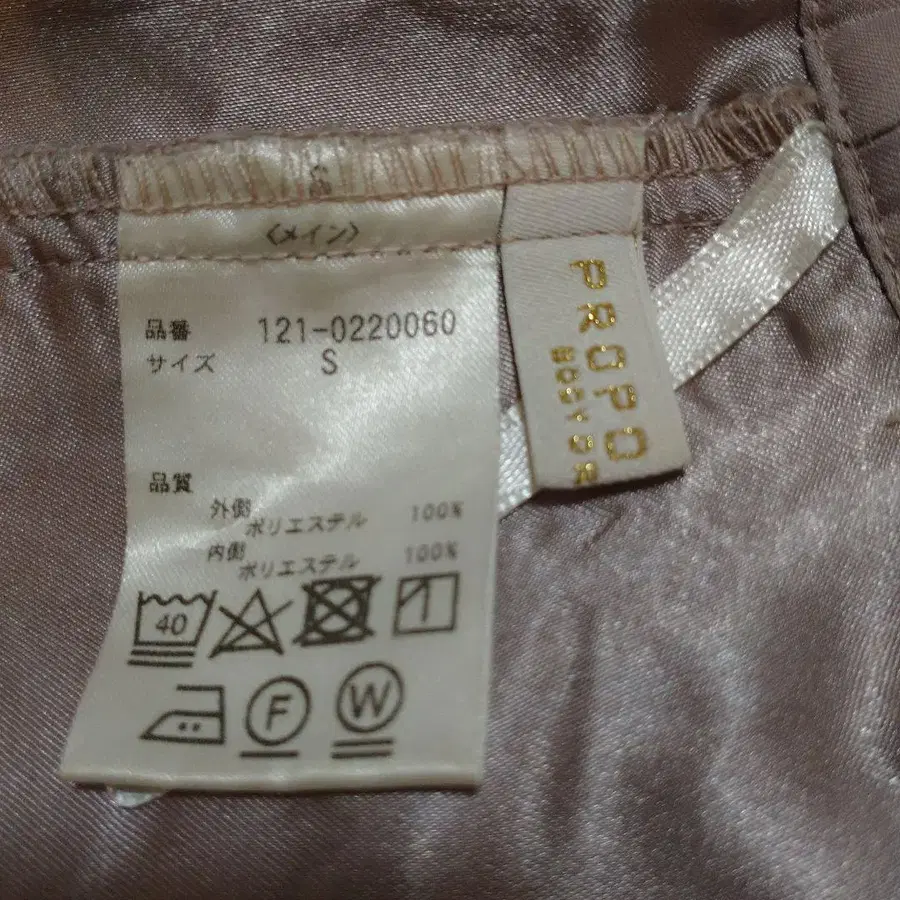 〈メイン〉
品番 121-0220060
サイズ S
品質
外側
ポリエステル 100%
内側
ポリエステル 100%
40
F
W
PROPO
BODYDR